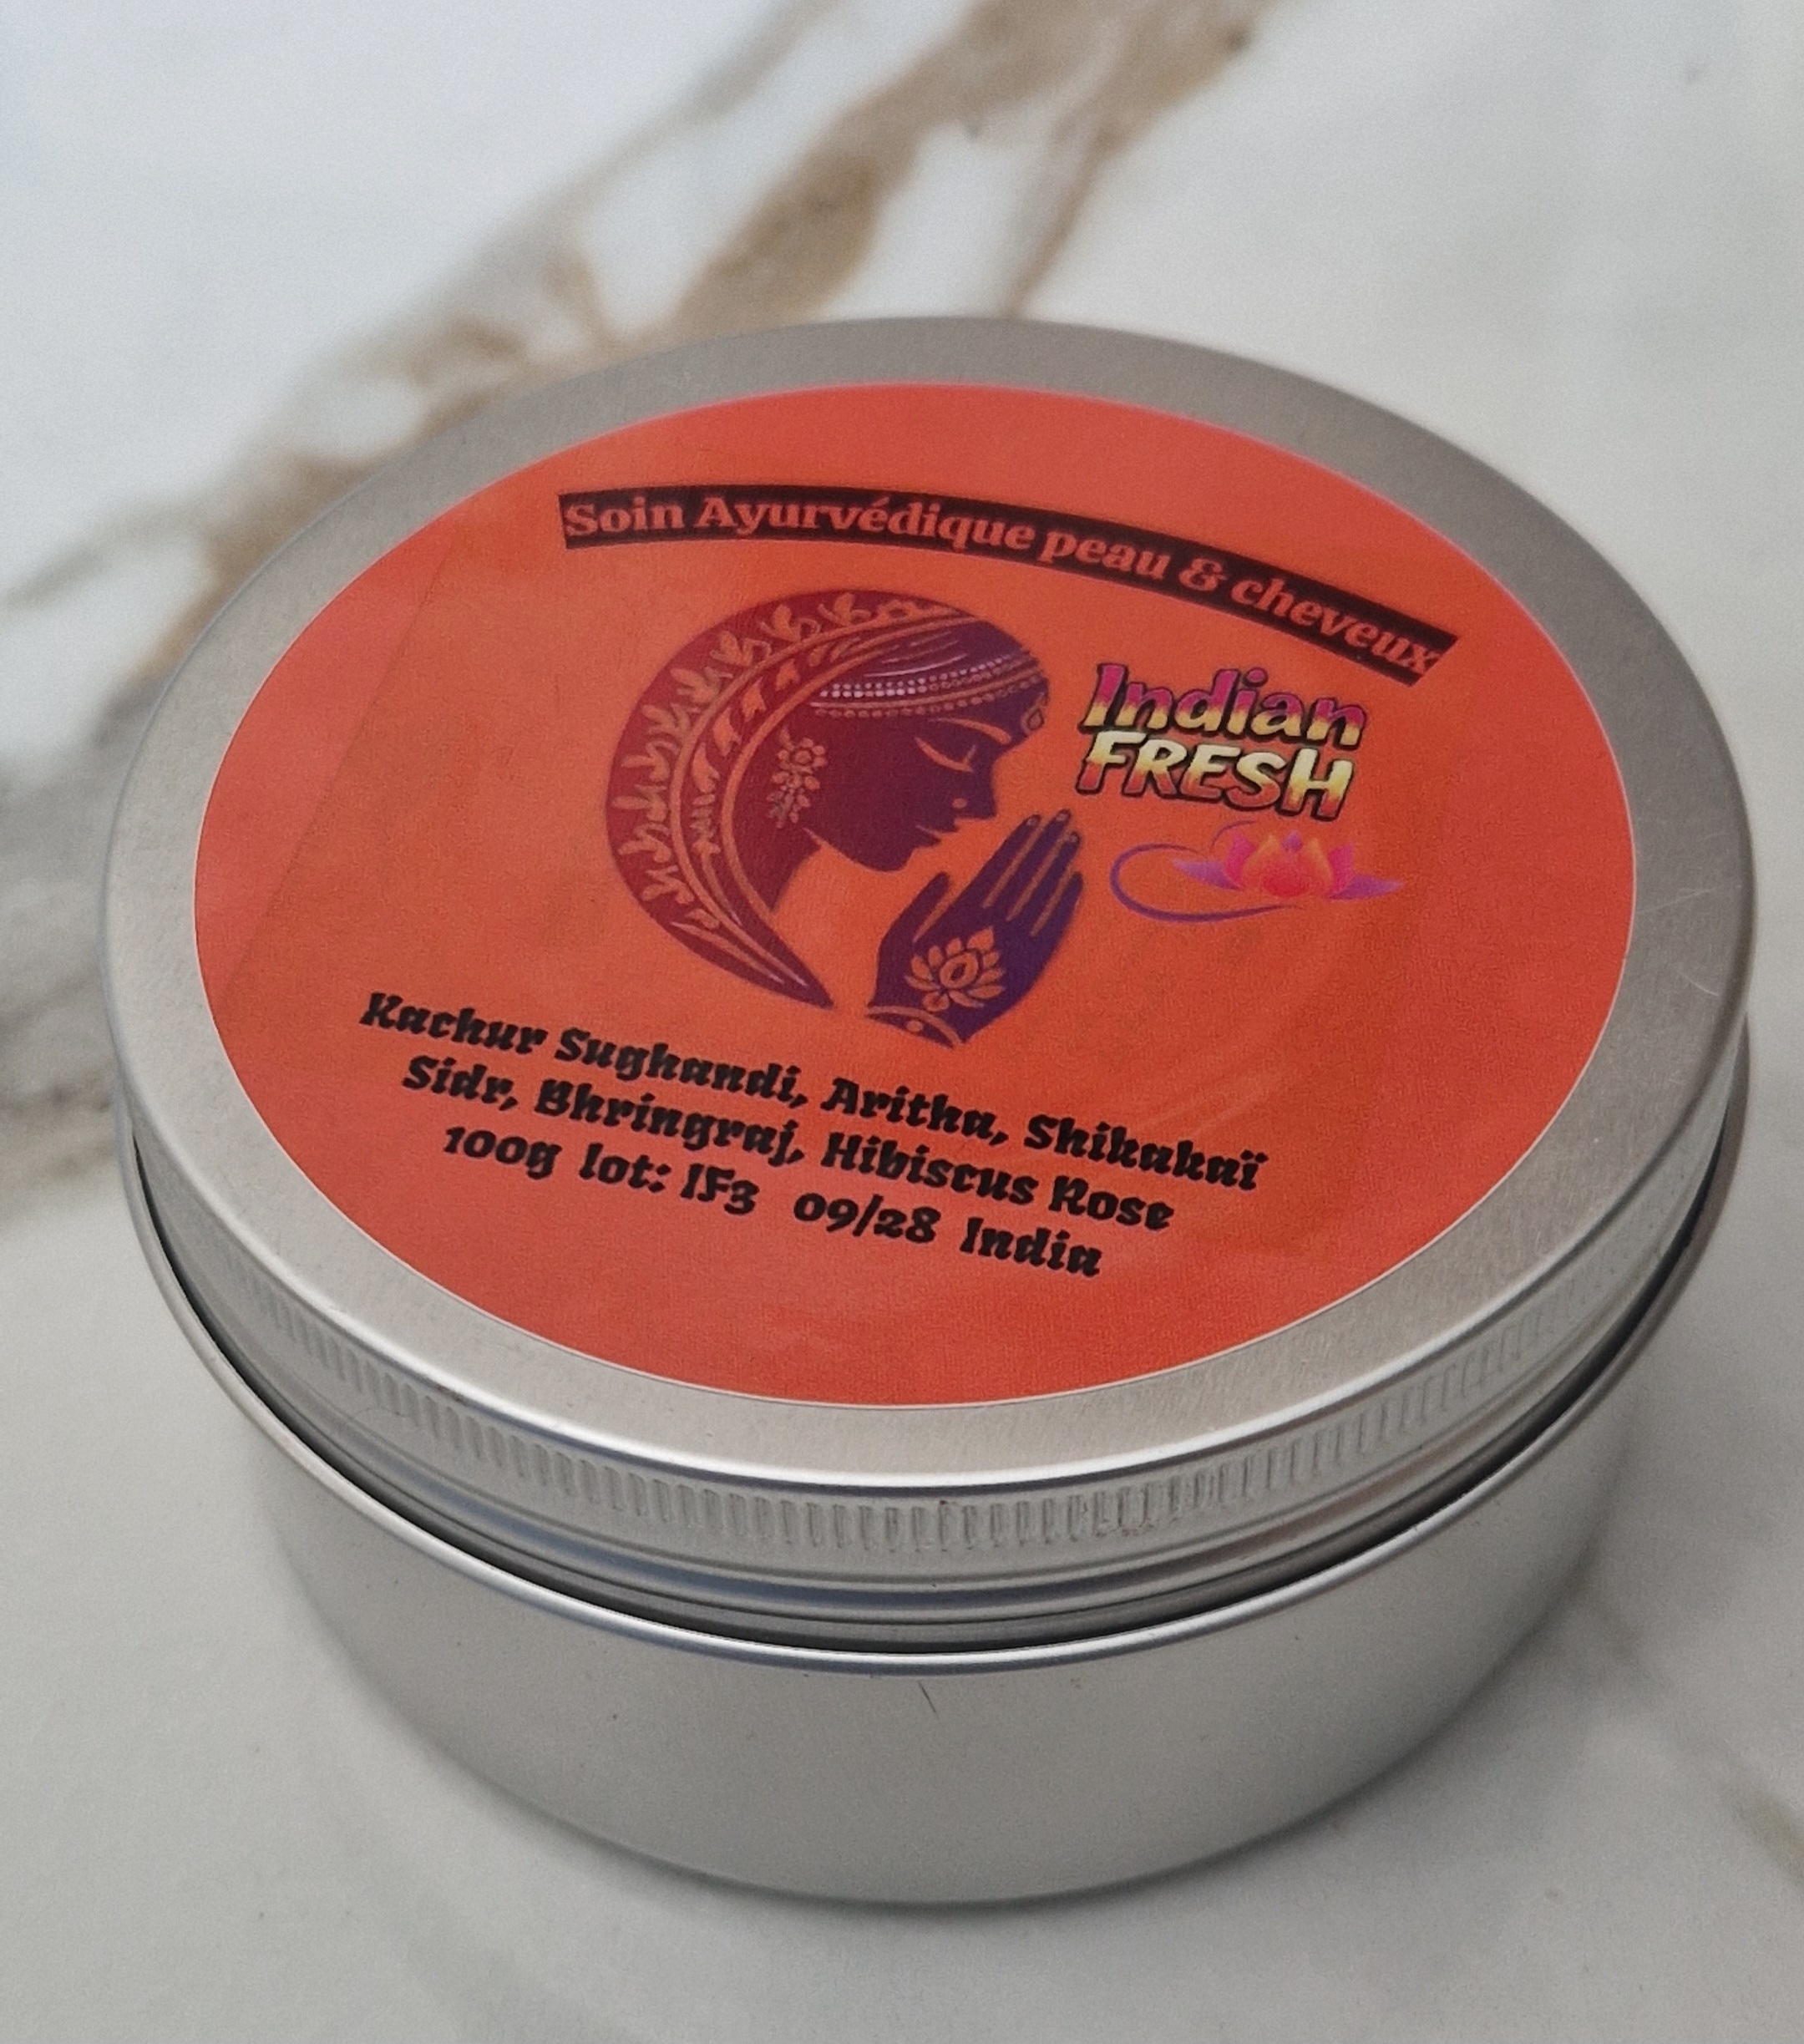 Soin Ayurvédique peau & cheveux
Indian
FRESH
Kachur Sughandi, Aritha, Shikakaï
Sidr, Bhringraj, Hibiscus Rose
100g lot: IF3 09/28 India